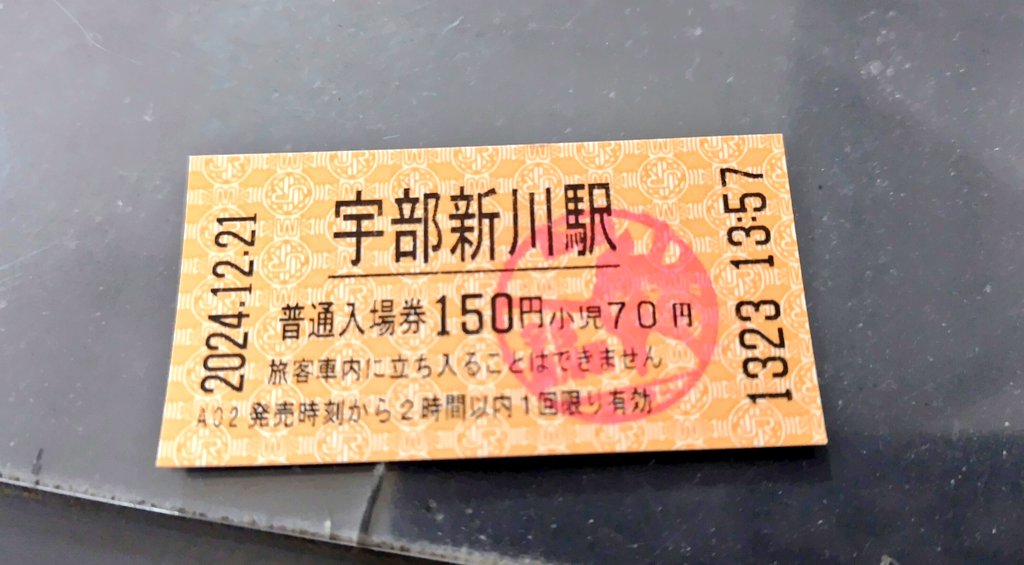 宇部新川駅
普通入場券150円小児70円
旅客車内に立ち入ることはできません
A02発売時刻から2時間以内1回限り有効
2024.12.21
1323 13:57